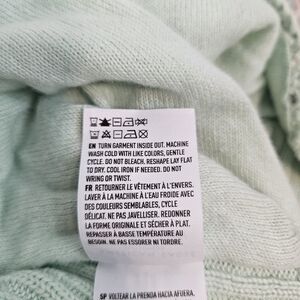 EN TURN GARMENT INSIDE OUT. MACHINE
WASH COLD WITH LIKE COLORS, GENTLE
CYCLE. DO NOT BLEACH. RESHAPE LAY FLAT
TO DRY. COOL IRON IF NEEDED. DO NOT
WRING OR TWIST.
FR RETOURNER LE VÊTEMENT À L'ENVERS.
LAVER À LA MACHINE À L'EAU FROIDE AVEC
DES COULEURS SEMBLABLES, CYCLE
DÉLICAT. NE PAS JAVELLISER. REDONNER
LA FORME ORIGINALE ET SÉCHER À PLAT.
REPASSER À BASSE TEMPÉRATURE AU
BESOIN. NE PAS ESSORER NI TORDRE.
SP VOLTEAR LA PRENDA HACIA AFUERA.